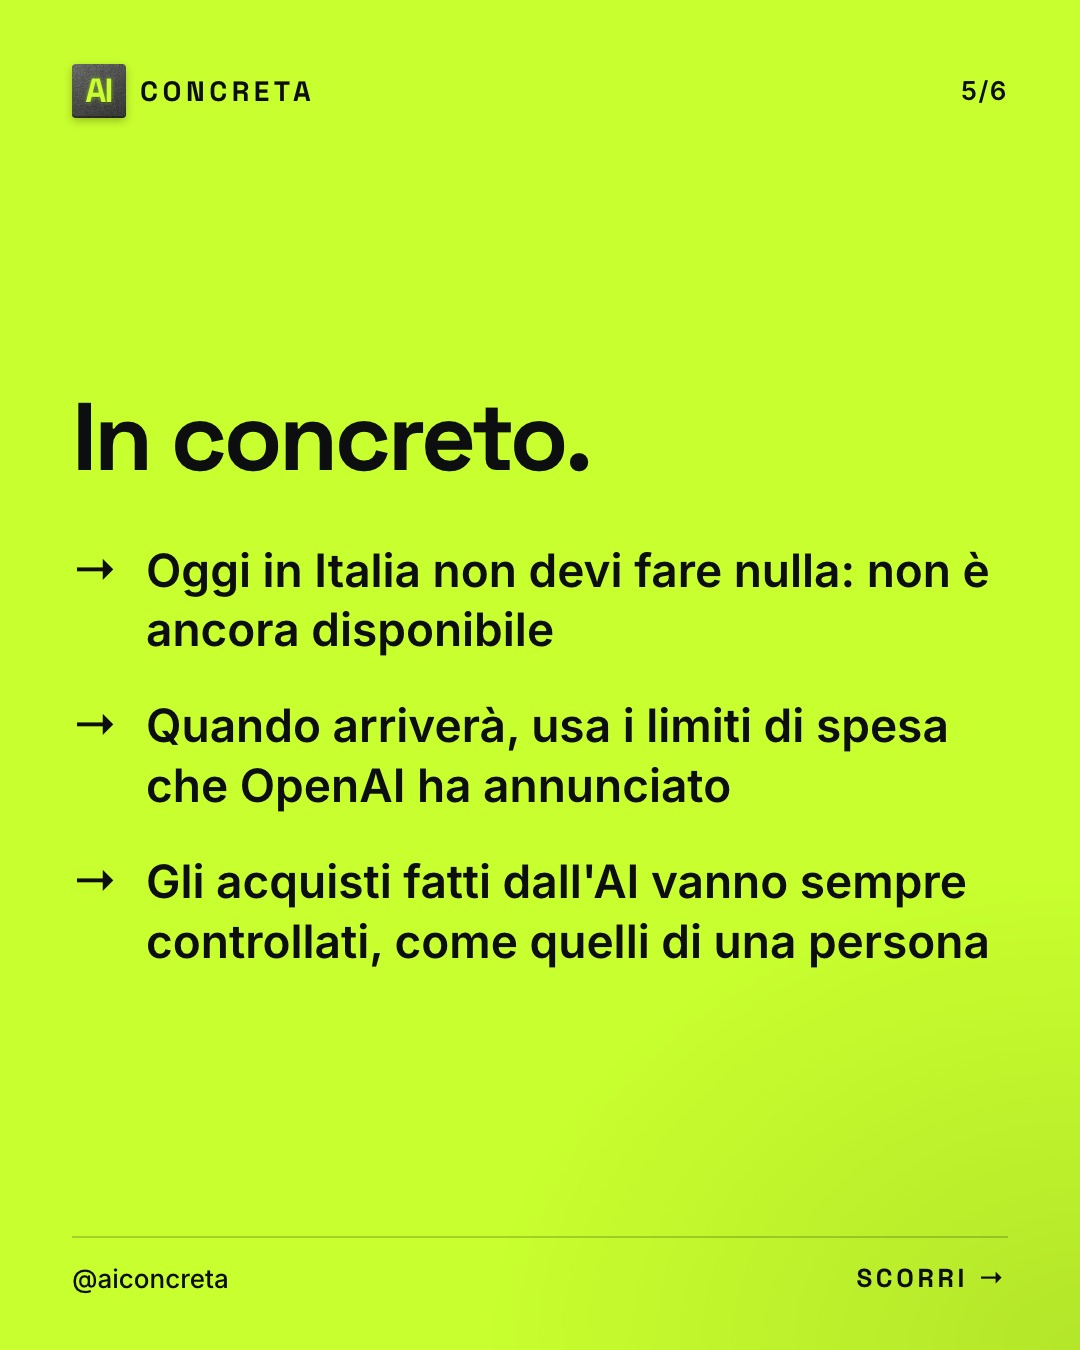 AI CONCRETA
5/6
In concreto.
→ Oggi in Italia non devi fare nulla: non è
ancora disponibile
→ Quando arriverà, usa i limiti di spesa
che OpenAI ha annunciato
→ Gli acquisti fatti dall'AI vanno sempre
controllati, come quelli di una persona
@aiconcreta
SCORRI →